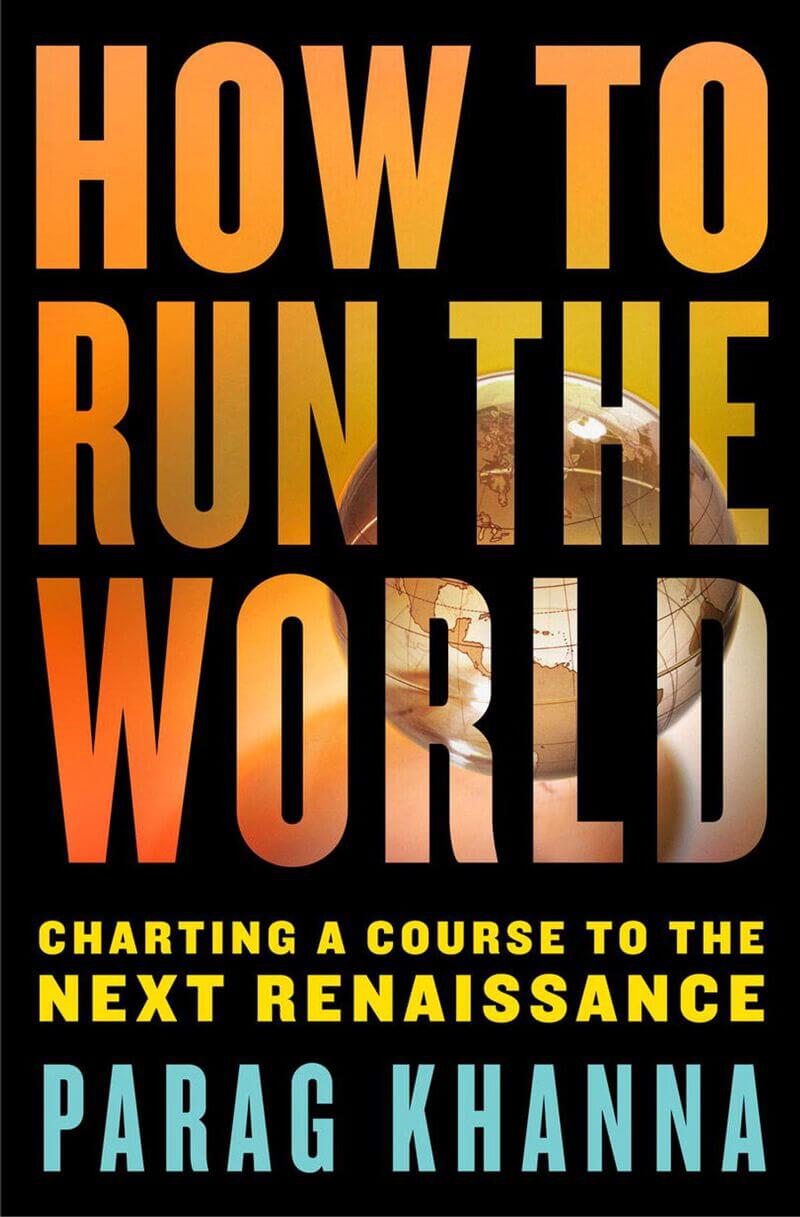 HOW TO
RUN THE
WORLD
CHARTING A COURSE TO THE
NEXT RENAISSANCE
PARAG KHANNA